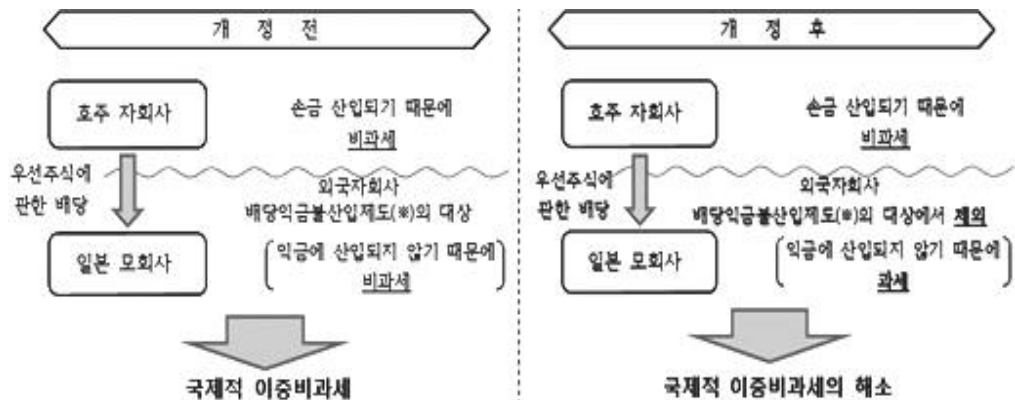 개 정 전
호주 자회사
손금 산입되기 때문에
비과세
우선주식에
관한 배당
외국자회사
배당익금불산입제도(※)의 대상
일본 모회사
익금에 산입되지 않기 때문에
비과세
국제적 이중비과세
개 정 후
호주 자회사
손금 산입되기 때문에
비과세
우선주식에
관한 배당
외국자회사
배당익금불산입제도(※)의 대상에서 제외
일본 모회사
익금에 산입되지 않기 때문에
과세
국제적 이중비과세의 해소